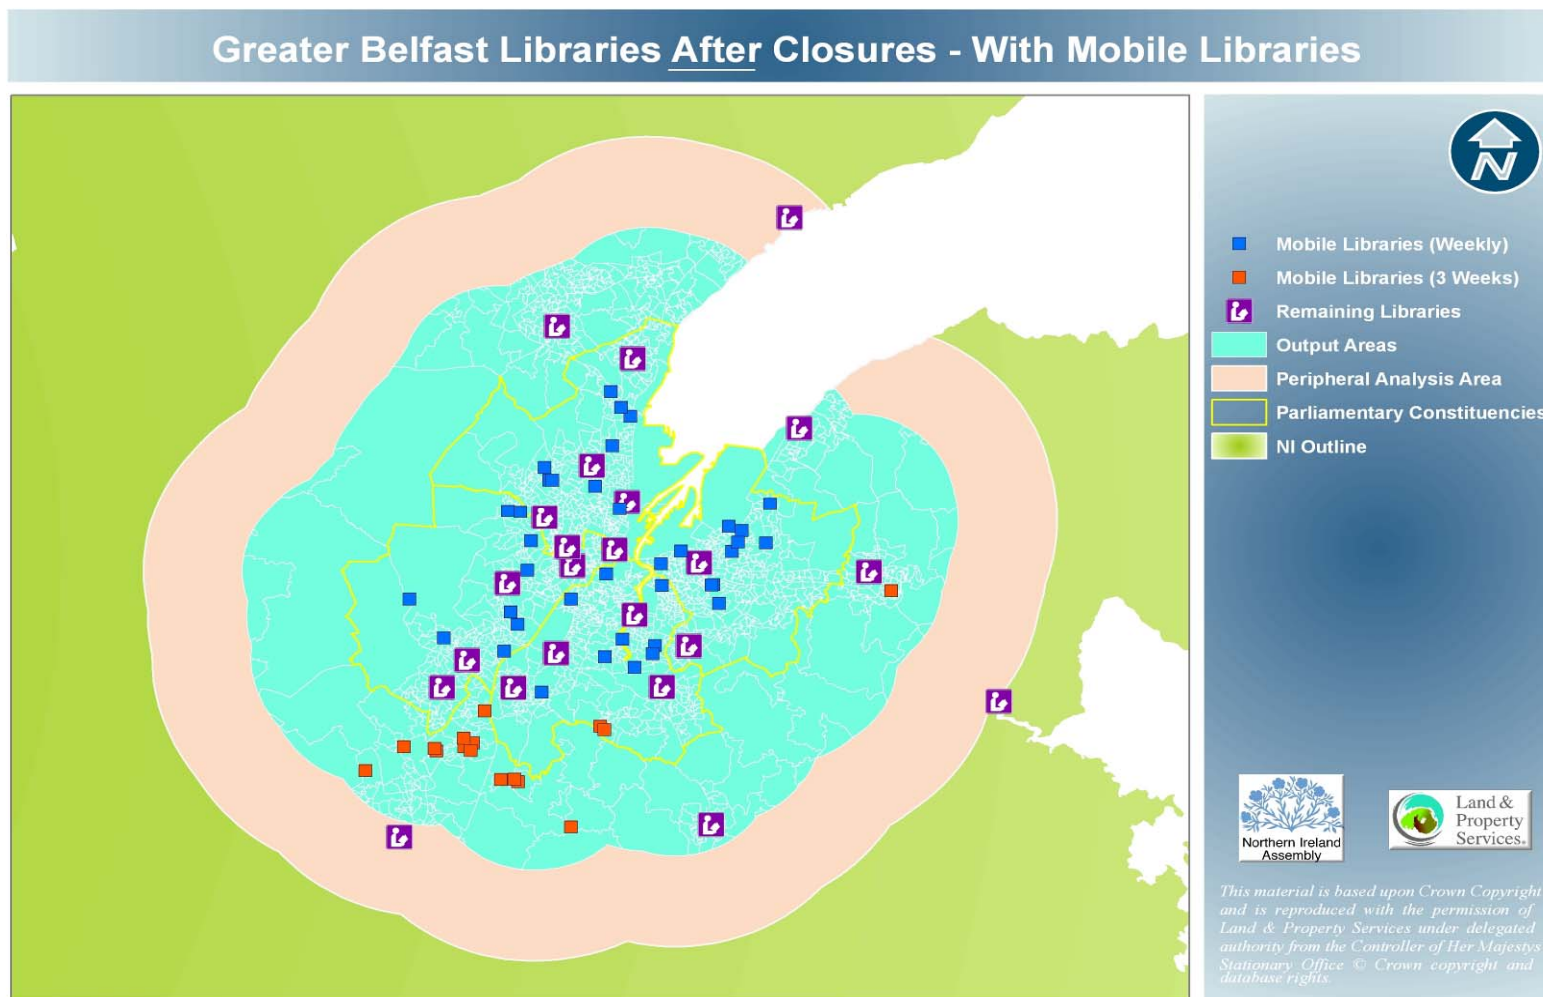 Greater Belfast Libraries After Closures - With Mobile Libraries
N
Mobile Libraries (Weekly)
Mobile Libraries (3 Weeks)
Remaining Libraries
Output Areas
Peripheral Analysis Area
Parliamentary Constituencies
NI Outline
Northern Ireland
Assembly
Land &
Property
Services.
This material is based upon Crown Copyright
and is reproduced with the permission of
Land & Property Services under delegated
authority from the Controller of Her Majestys
Stationary Office © Crown copyright and
database rights.